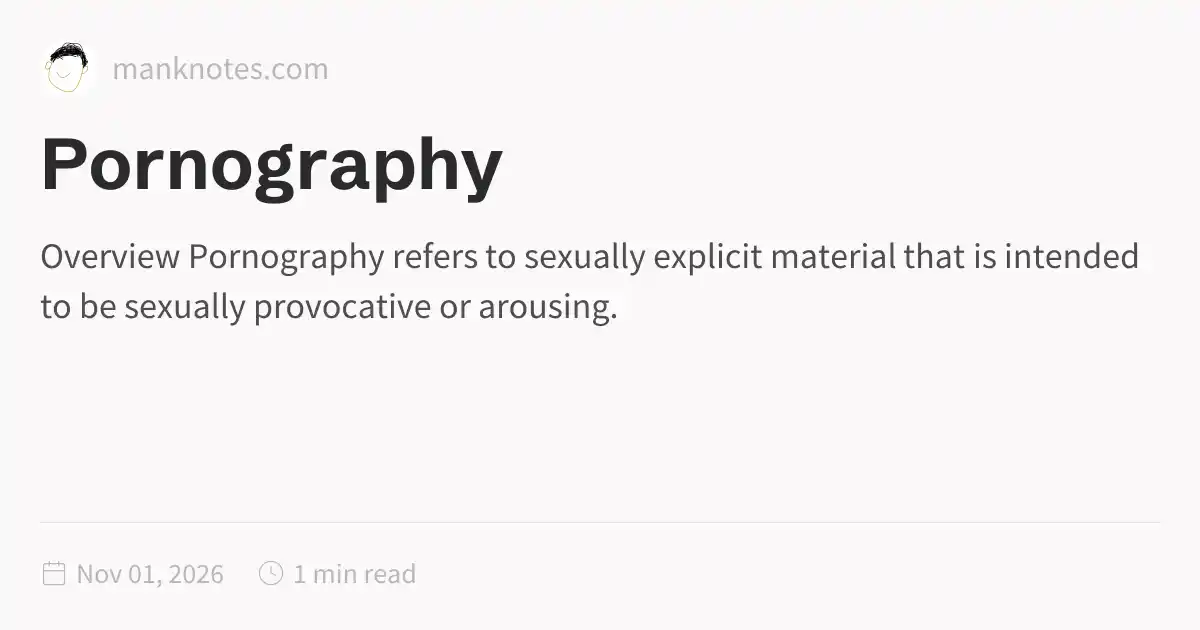 manknotes.com
Pornography
Overview Pornography refers to sexually explicit material that is intended
to be sexually provocative or arousing.
Nov 01, 2026 1 min read